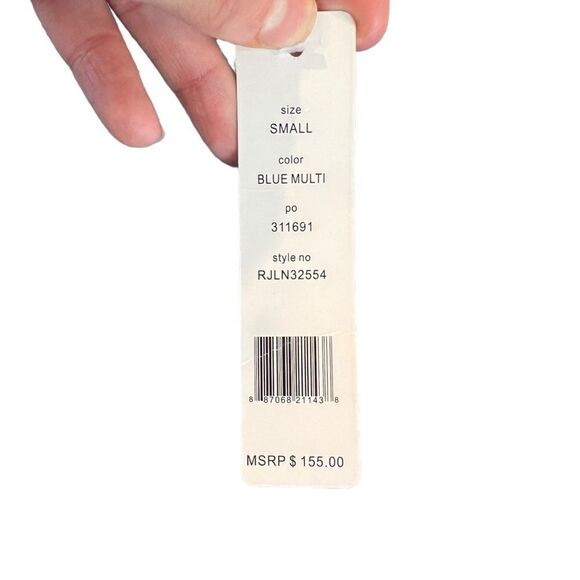 size
SMALL
color
BLUE MULTI
po
311691
style no
RJLN32554
8 87068 21143 8
MSRP $ 155.00